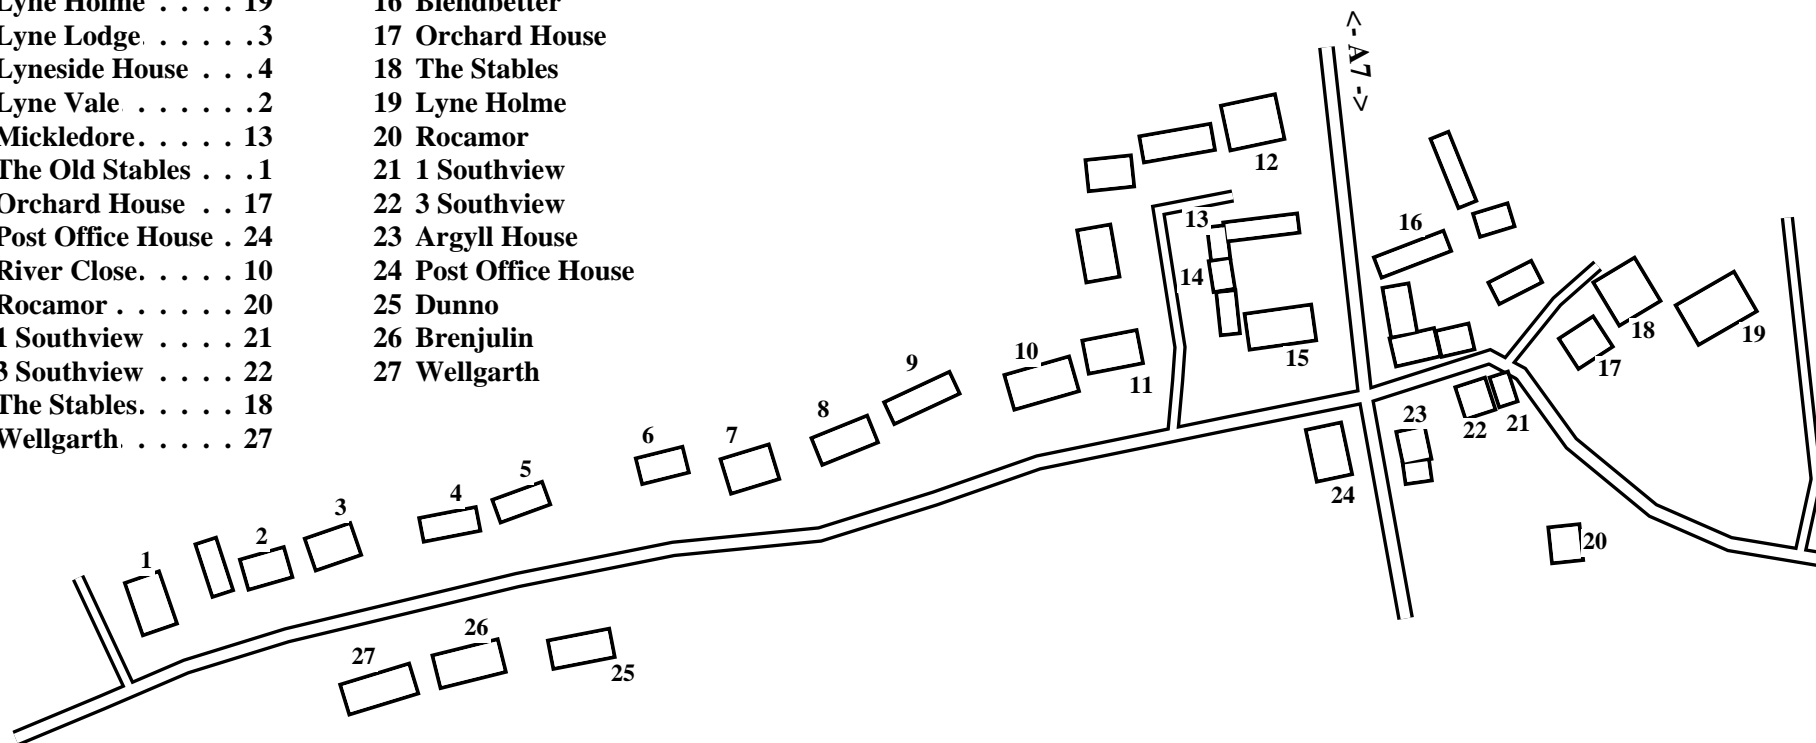 Lyne Holme . . . . 19
Lyne Lodge. . . . . . 3
Lyneside House . . . 4
Lyne Vale. . . . . . . 2
Mickledore. . . . . 13
The Old Stables . . . 1
Orchard House . . 17
Post Office House . 24
River Close. . . . . 10
Rocamor . . . . . . 20
1 Southview . . . . 21
3 Southview . . . . 22
The Stables. . . . . 18
Wellgarth. . . . . . 27
16 Blendbetter
17 Orchard House
18 The Stables
19 Lyne Holme
20 Rocamor
21 1 Southview
22 3 Southview
23 Argyll House
24 Post Office House
25 Dunno
26 Brenjulin
27 Wellgarth
<- A7 ->
12
13
16
14
18
19
15
17
10
9
11
8
23
21
22
6
7
5
4
24
3
2
20
1
26
27
25